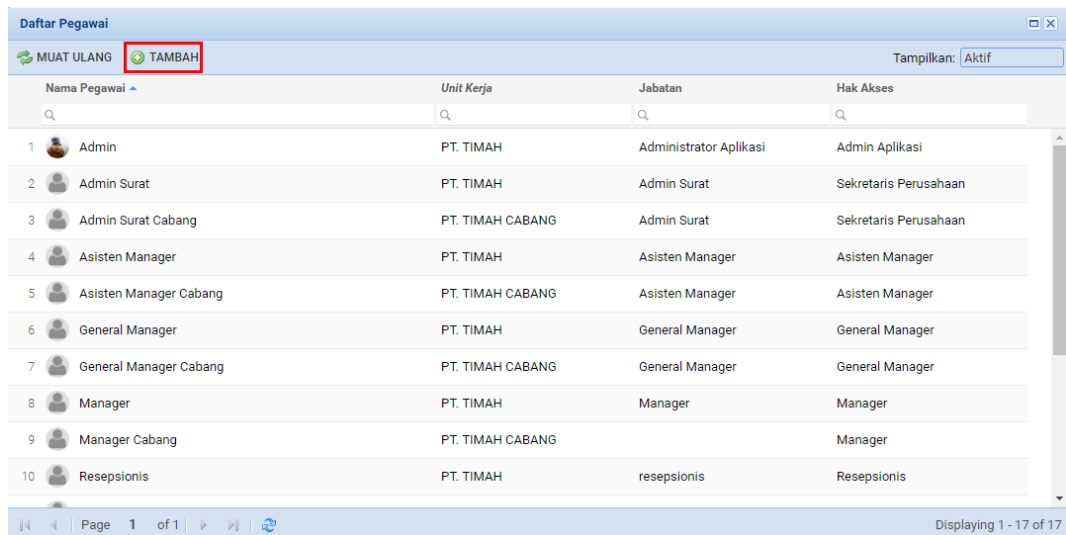 Daftar Pegawai
MUAT ULANG TAMBAH Tampilkan: Aktif
Nama Pegawai Unit Kerja Jabatan Hak Akses
1 Admin PT. TIMAH Administrator Aplikasi Admin Aplikasi
2 Admin Surat PT. TIMAH Admin Surat Sekretaris Perusahaan
3 Admin Surat Cabang PT. TIMAH CABANG Admin Surat Sekretaris Perusahaan
4 Asisten Manager PT. TIMAH Asisten Manager Asisten Manager
5 Asisten Manager Cabang PT. TIMAH CABANG Asisten Manager Asisten Manager
6 General Manager PT. TIMAH General Manager General Manager
7 General Manager Cabang PT. TIMAH CABANG General Manager General Manager
8 Manager PT. TIMAH Manager Manager
9 Manager Cabang PT. TIMAH CABANG Manager
10 Resepsionis PT. TIMAH resepsionis Resepsionis
Page 1 of 1 Displaying 1 - 17 of 17